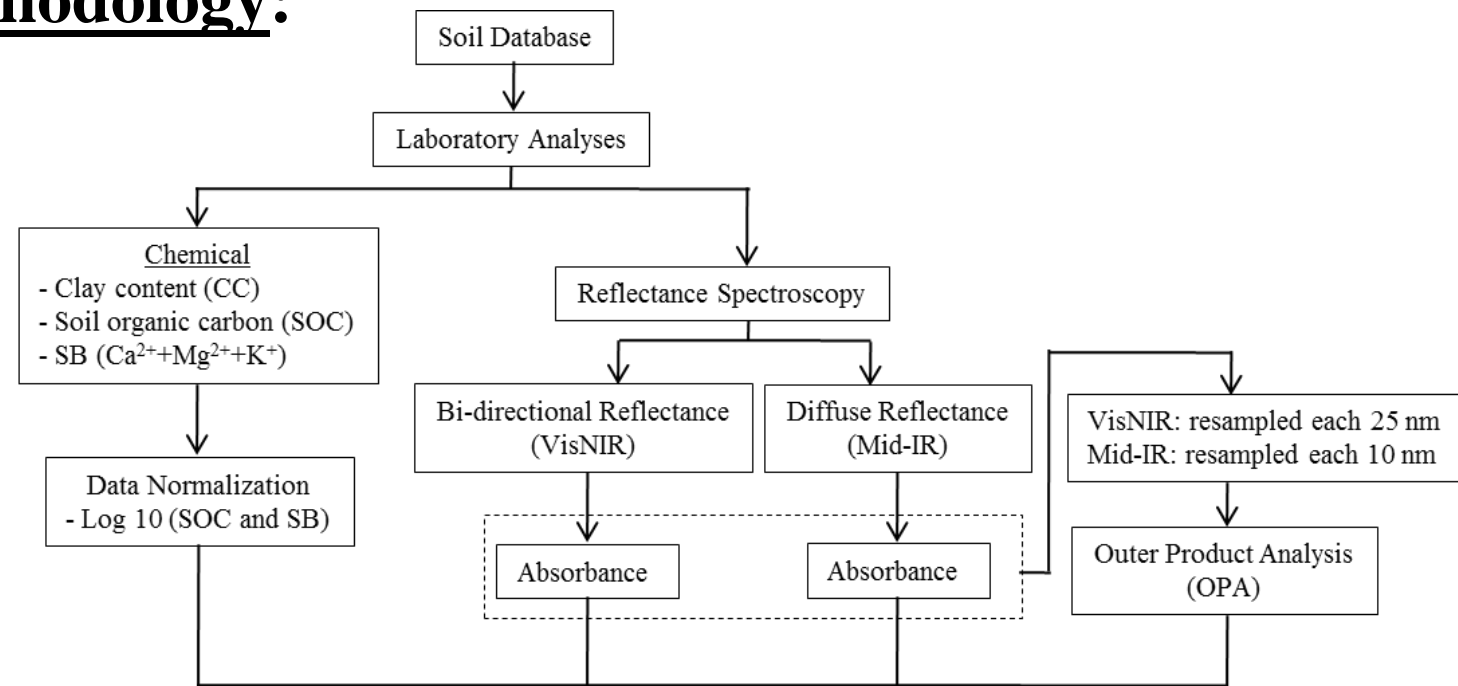 hodology:
Soil Database
Laboratory Analyses
Chemical
- Clay content (CC)
- Soil organic carbon (SOC)
- SB (Ca²⁺+Mg²⁺+K⁺)
Reflectance Spectroscopy
Bi-directional Reflectance
(VisNIR)
Diffuse Reflectance
(Mid-IR)
VisNIR: resampled each 25 nm
Mid-IR: resampled each 10 nm
Data Normalization
- Log 10 (SOC and SB)
Absorbance
Absorbance
Outer Product Analysis
(OPA)